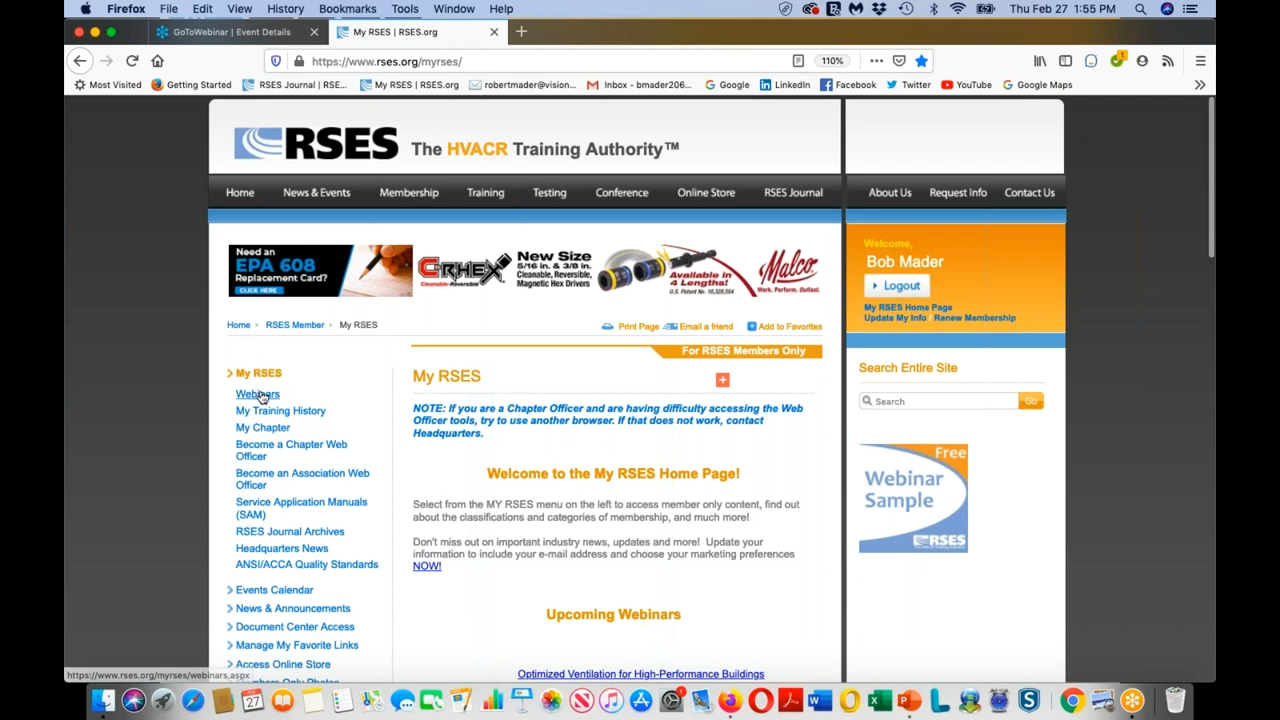 Firefox File Edit View History Bookmarks Tools Window Help Thu Feb 27 1:55 PM
GoToWebinar | Event Details My RSES | RSES.org
https://www.rses.org/myrses/ 110%
Most Visited Getting Started RSES Journal | RSE... My RSES | RSES.org robertmader@vision... Inbox - bmader206... Google LinkedIn Facebook Twitter YouTube Google Maps
RSES The HVACR Training Authority™
Home News & Events Membership Training Testing Conference Online Store RSES Journal About Us Request Info Contact Us
Need an
EPA 608
Replacement Card?
CLICK HERE
C-RHEX
Cleanable-Reversible
New Size
5/16 in. & 3/8 in.
Cleanable, Reversible,
Magnetic Hex Drivers
Available in
4 Lengths!
U.S. Patent No. 10,328,554
Malco
Work. Perform. Outlast.
Welcome,
Bob Mader
Logout
My RSES Home Page
Update My Info / Renew Membership
Home RSES Member My RSES
Print Page Email a friend Add to Favorites
For RSES Members Only
My RSES
Webinars
My Training History
My Chapter
Become a Chapter Web
Officer
Become an Association Web
Officer
Service Application Manuals
(SAM)
RSES Journal Archives
Headquarters News
ANSI/ACCA Quality Standards
Events Calendar
News & Announcements
Document Center Access
Manage My Favorite Links
Access Online Store
Members Only Photos
My RSES
NOTE: If you are a Chapter Officer and are having difficulty accessing the Web
Officer tools, try to use another browser. If that does not work, contact
Headquarters.
Welcome to the My RSES Home Page!
Select from the MY RSES menu on the left to access member only content, find out
about the classifications and categories of membership, and much more!
Don't miss out on important industry news, updates and more! Update your
information to include your e-mail address and choose your marketing preferences
NOW!
Upcoming Webinars
Optimized Ventilation for High-Performance Buildings
Search Entire Site
Search Go
Free
Webinar
Sample
RSES
https://www.rses.org/myrses/webinars.aspx
27